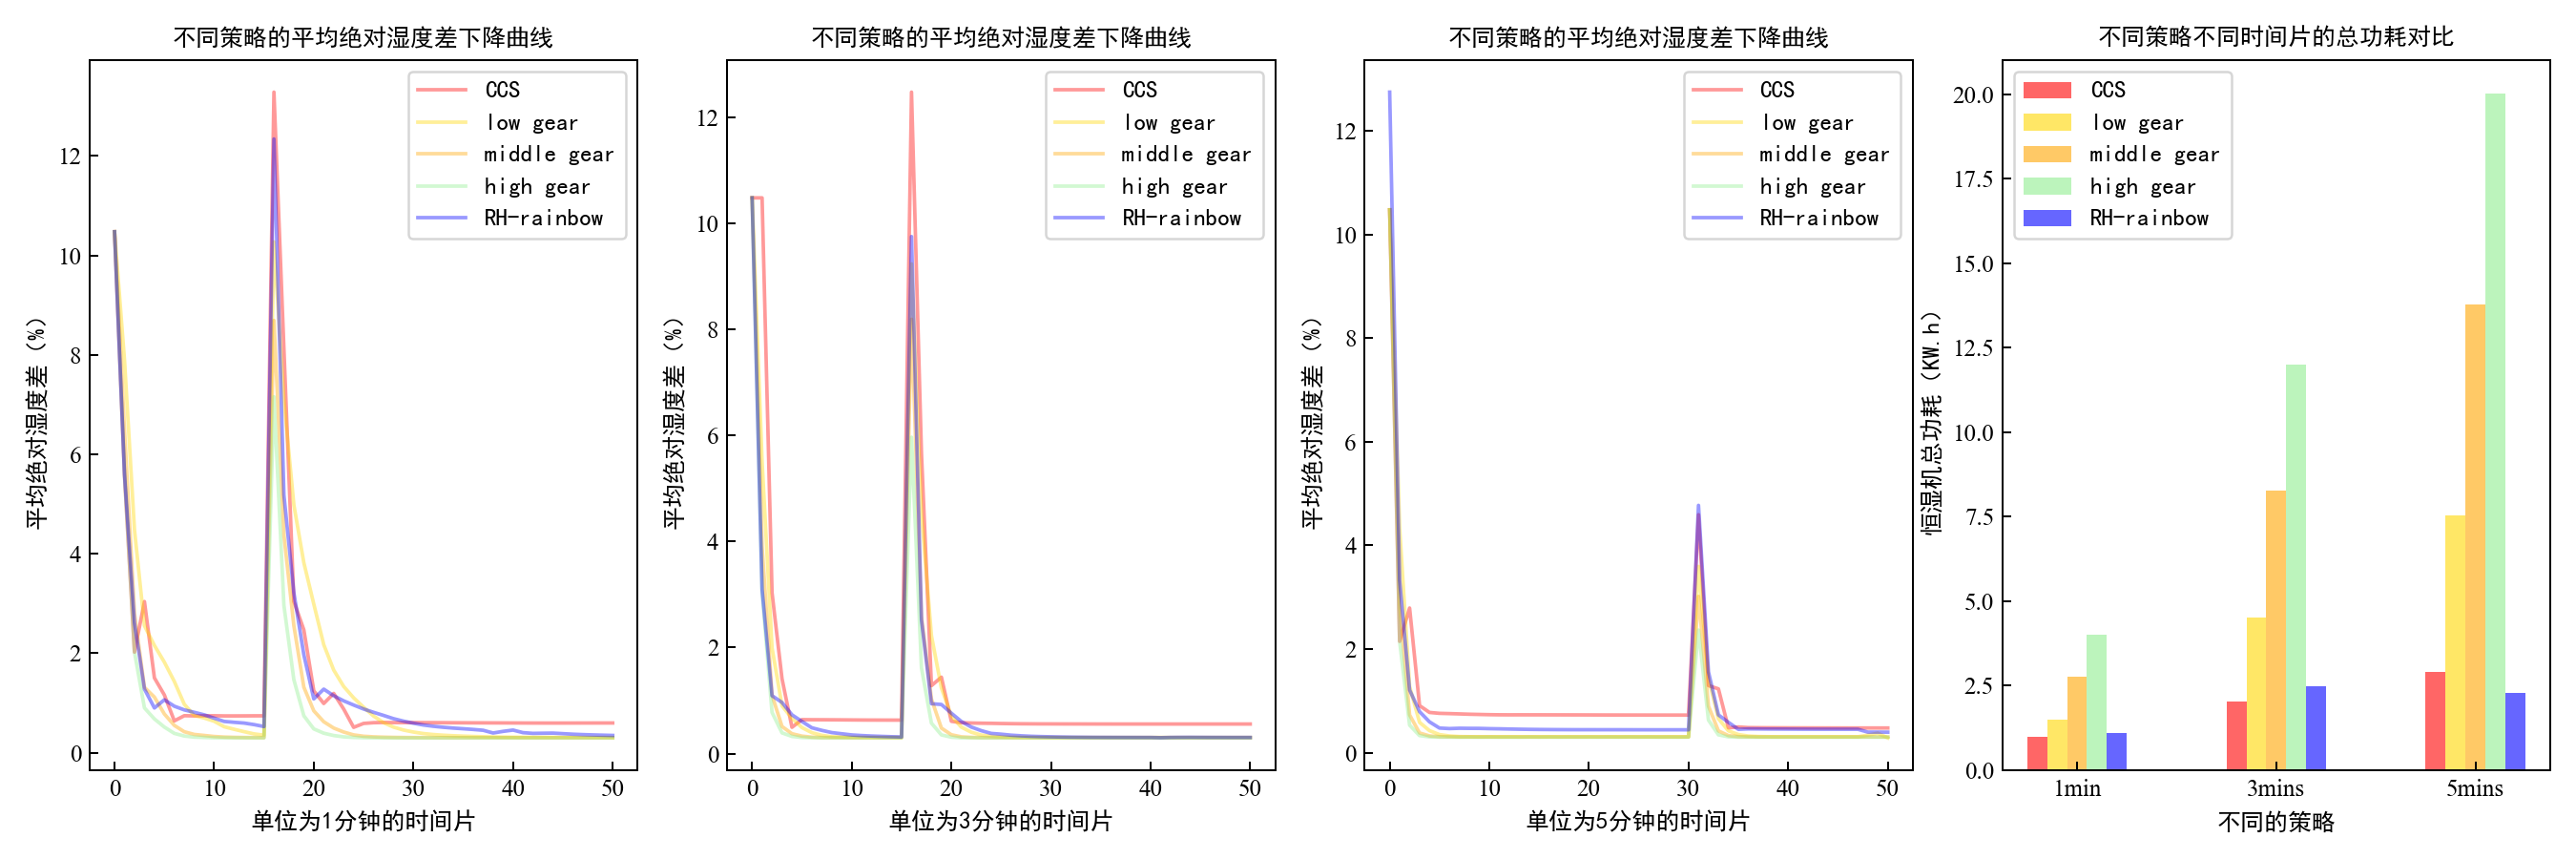 不同策略的平均绝对湿度差下降曲线
CCS
low gear
middle gear
high gear
RH-rainbow
平均绝对湿度差（%）
12
10
8
6
4
2
0
0 10 20 30 40 50
单位为1分钟的时间片
不同策略的平均绝对湿度差下降曲线
CCS
low gear
middle gear
high gear
RH-rainbow
平均绝对湿度差（%）
12
10
8
6
4
2
0
0 10 20 30 40 50
单位为3分钟的时间片
不同策略的平均绝对湿度差下降曲线
CCS
low gear
middle gear
high gear
RH-rainbow
平均绝对湿度差（%）
12
10
8
6
4
2
0
0 10 20 30 40 50
单位为5分钟的时间片
不同策略不同时间片的总功耗对比
CCS
low gear
middle gear
high gear
RH-rainbow
恒湿机总功耗（KW.h）
20.0
17.5
15.0
12.5
10.0
7.5
5.0
2.5
0.0
1min 3mins 5mins
不同的策略